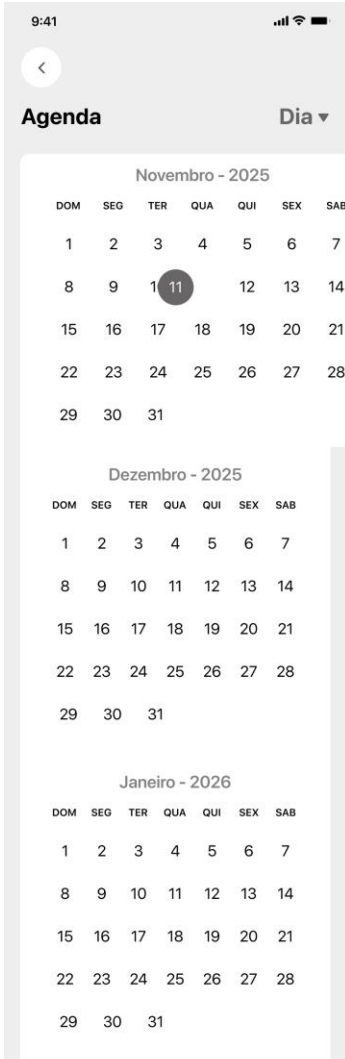 9:41
Agenda Dia ▾
Novembro - 2025
DOM SEG TER QUA QUI SEX SAB
1 2 3 4 5 6 7
8 9 1 11 12 13 14
15 16 17 18 19 20 21
22 23 24 25 26 27 28
29 30 31
Dezembro - 2025
DOM SEG TER QUA QUI SEX SAB
1 2 3 4 5 6 7
8 9 10 11 12 13 14
15 16 17 18 19 20 21
22 23 24 25 26 27 28
29 30 31
Janeiro - 2026
DOM SEG TER QUA QUI SEX SAB
1 2 3 4 5 6 7
8 9 10 11 12 13 14
15 16 17 18 19 20 21
22 23 24 25 26 27 28
29 30 31